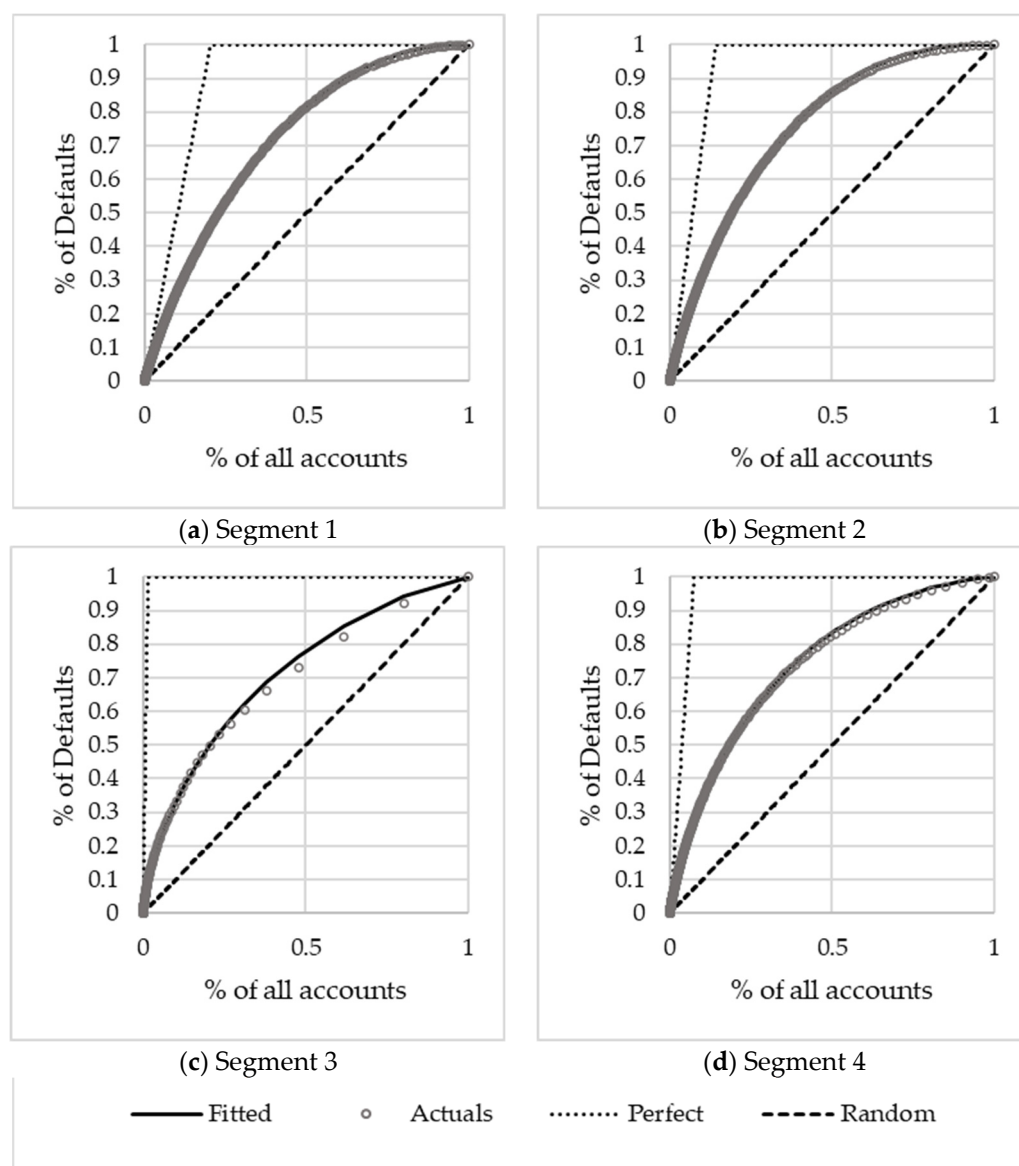 1
0.9
0.8
0.7
0.6
0.5
0.4
0.3
0.2
0.1
0
% of Defaults
0 0.5 1
% of all accounts
(a) Segment 1
1
0.9
0.8
0.7
0.6
0.5
0.4
0.3
0.2
0.1
0
% of Defaults
0 0.5 1
% of all accounts
(b) Segment 2
1
0.9
0.8
0.7
0.6
0.5
0.4
0.3
0.2
0.1
0
% of Defaults
0 0.5 1
% of all accounts
(c) Segment 3
1
0.9
0.8
0.7
0.6
0.5
0.4
0.3
0.2
0.1
0
% of Defaults
0 0.5 1
% of all accounts
(d) Segment 4
Fitted Actuals Perfect Random